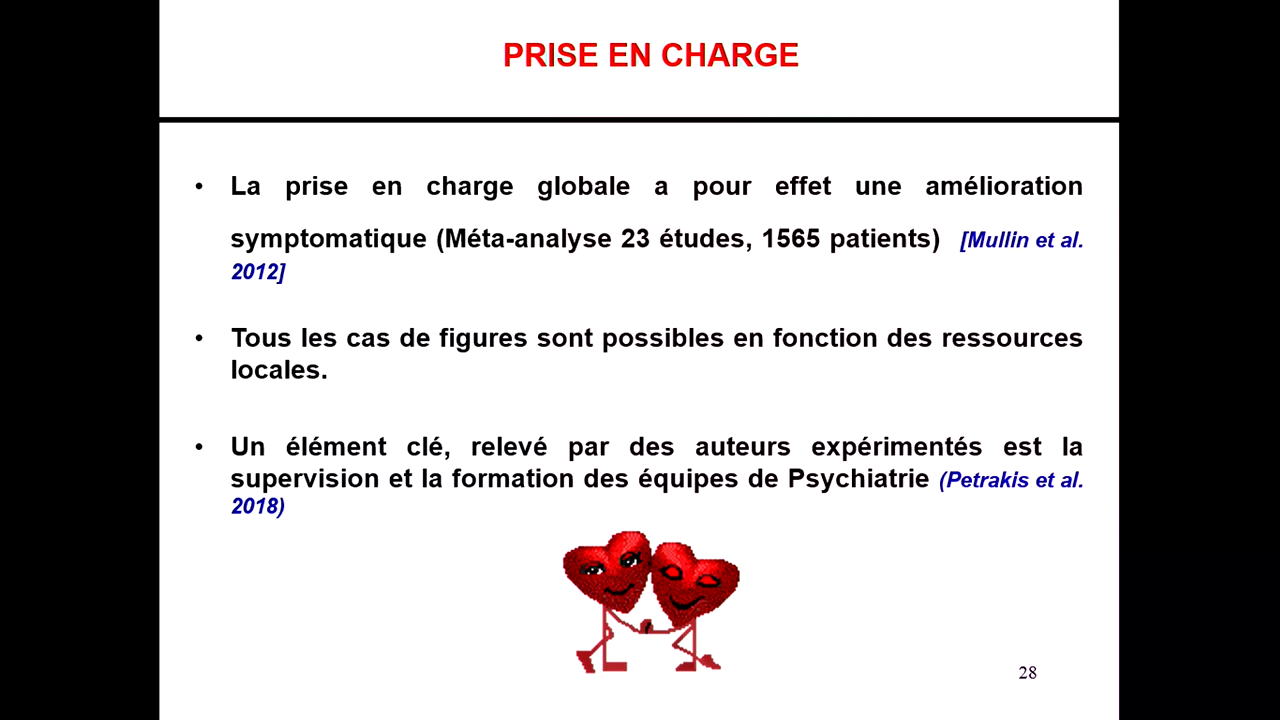 PRISE EN CHARGE
• La prise en charge globale a pour effet une amélioration
symptomatique (Méta-analyse 23 études, 1565 patients) [Mullin et al.
2012]
• Tous les cas de figures sont possibles en fonction des ressources
locales.
• Un élément clé, relevé par des auteurs expérimentés est la
supervision et la formation des équipes de Psychiatrie (Petrakis et al.
2018)
28